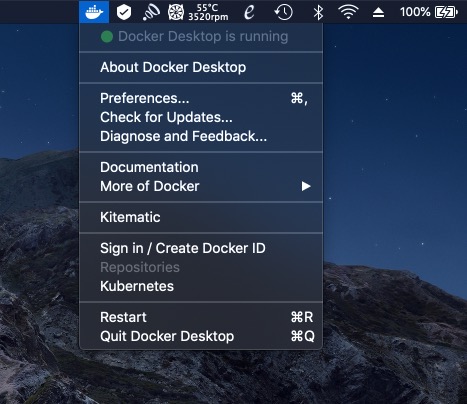 55°C
3520rpm
100%
Docker Desktop is running
About Docker Desktop
Preferences... ⌘,
Check for Updates...
Diagnose and Feedback...
Documentation
More of Docker
Kitematic
Sign in / Create Docker ID
Repositories
Kubernetes
Restart ⌘R
Quit Docker Desktop ⌘Q